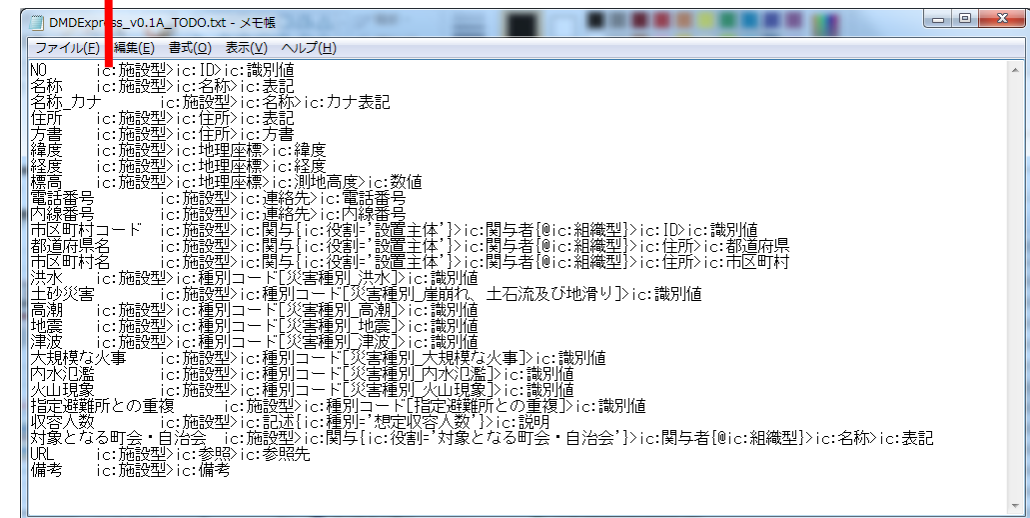 DMDExpress_v0.1A_TODO.txt - メモ帳
ファイル(F) 編集(E) 書式(O) 表示(V) ヘルプ(H)
NO ic:施設型>ic:ID>ic:識別値
名称 ic:施設型>ic:名称>ic:表記
名称_カナ ic:施設型>ic:名称>ic:カナ表記
住所 ic:施設型>ic:住所>ic:表記
方書 ic:施設型>ic:住所>ic:方書
緯度 ic:施設型>ic:地理座標>ic:緯度
経度 ic:施設型>ic:地理座標>ic:経度
標高 ic:施設型>ic:地理座標>ic:測地高度>ic:数値
電話番号 ic:施設型>ic:連絡先>ic:電話番号
内線番号 ic:施設型>ic:連絡先>ic:内線番号
市区町村コード ic:施設型>ic:関与{ic:役割='設置主体'}>ic:関与者{@ic:組織型}>ic:ID>ic:識別値
都道府県名 ic:施設型>ic:関与{ic:役割='設置主体'}>ic:関与者{@ic:組織型}>ic:住所>ic:都道府県
市区町村名 ic:施設型>ic:関与{ic:役割='設置主体'}>ic:関与者{@ic:組織型}>ic:住所>ic:市区町村
洪水 ic:施設型>ic:種別コード[災害種別_洪水]>ic:識別値
土砂災害 ic:施設型>ic:種別コード[災害種別_崖崩れ、土石流及び地滑り]>ic:識別値
高潮 ic:施設型>ic:種別コード[災害種別_高潮]>ic:識別値
地震 ic:施設型>ic:種別コード[災害種別_地震]>ic:識別値
津波 ic:施設型>ic:種別コード[災害種別_津波]>ic:識別値
大規模な火事 ic:施設型>ic:種別コード[災害種別_大規模な火事]>ic:識別値
内水氾濫 ic:施設型>ic:種別コード[災害種別_内水氾濫]>ic:識別値
火山現象 ic:施設型>ic:種別コード[災害種別_火山現象]>ic:識別値
指定避難所との重複 ic:施設型>ic:種別コード[指定避難所との重複]>ic:識別値
収容人数 ic:施設型>ic:記述{ic:種別='想定収容人数'}>ic:説明
対象となる町会・自治会 ic:施設型>ic:関与{ic:役割='対象となる町会・自治会'}>ic:関与者{@ic:組織型}>ic:名称>ic:表記
URL ic:施設型>ic:参照>ic:参照先
備考 ic:施設型>ic:備考